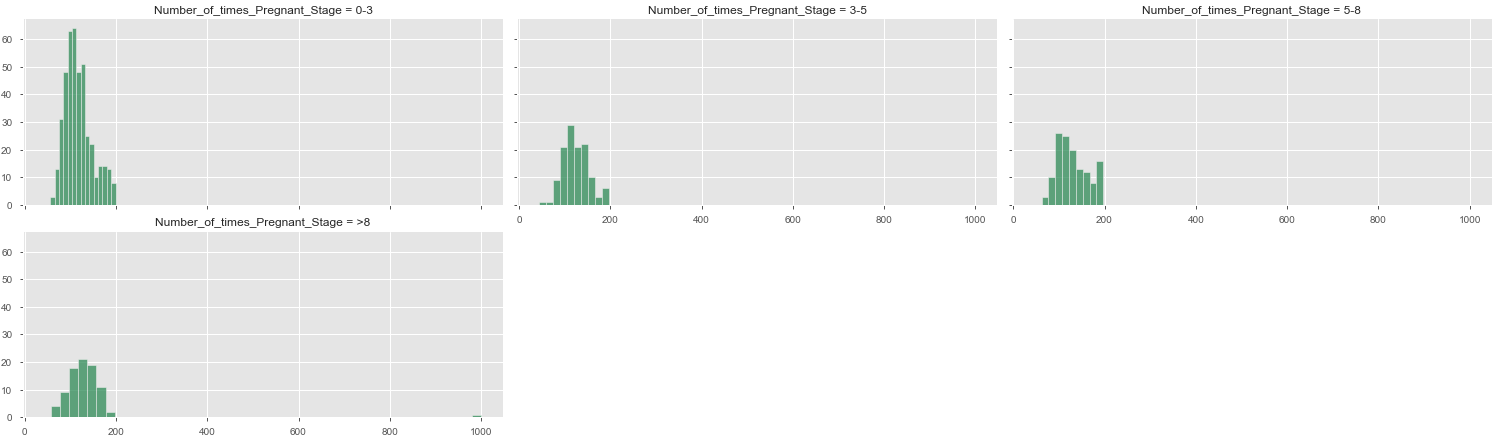 Number_of_times_Pregnant_Stage = 0-3
Number_of_times_Pregnant_Stage = 3-5
Number_of_times_Pregnant_Stage = 5-8
60
50
40
30
20
10
0
0 200 400 600 800 1000
0 200 400 600 800 1000
Number_of_times_Pregnant_Stage = >8
60
50
40
30
20
10
0
0 200 400 600 800 1000